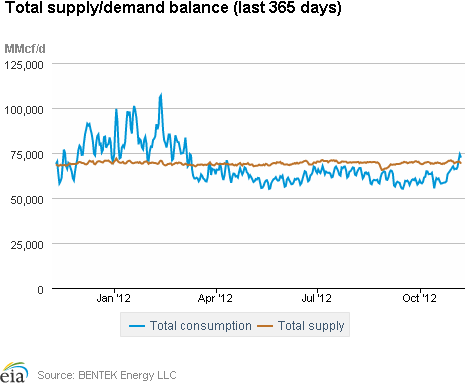 Total supply/demand balance (last 365 days)
MMcf/d
125,000
100,000
75,000
50,000
25,000
0
Jan '12 Apr '12 Jul '12 Oct '12
Total consumption Total supply
eia Source: BENTEK Energy LLC